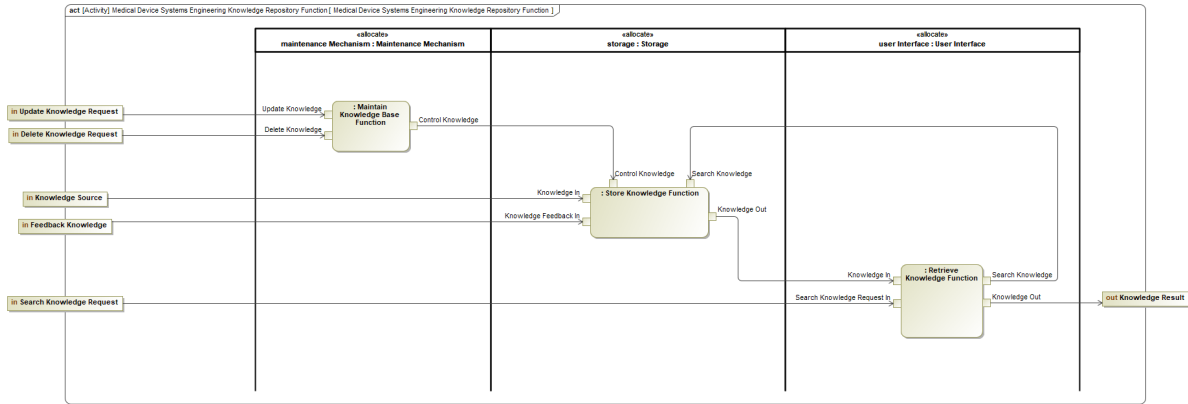 act [Activity] Medical Device Systems Engineering Knowledge Repository Function [ Medical Device Systems Engineering Knowledge Repository Function ]
«allocate»
maintenance Mechanism : Maintenance Mechanism
«allocate»
storage : Storage
«allocate»
user Interface : User Interface
in Update Knowledge Request
Update Knowledge
: Maintain
Knowledge Base
Function
Control Knowledge
in Delete Knowledge Request
Delete Knowledge
Control Knowledge
Search Knowledge
in Knowledge Source
Knowledge In
: Store Knowledge Function
Knowledge Out
in Feedback Knowledge
Knowledge Feedback In
Knowledge In
: Retrieve
Knowledge Function
Search Knowledge
in Search Knowledge Request
Search Knowledge Request In
Knowledge Out
out Knowledge Result